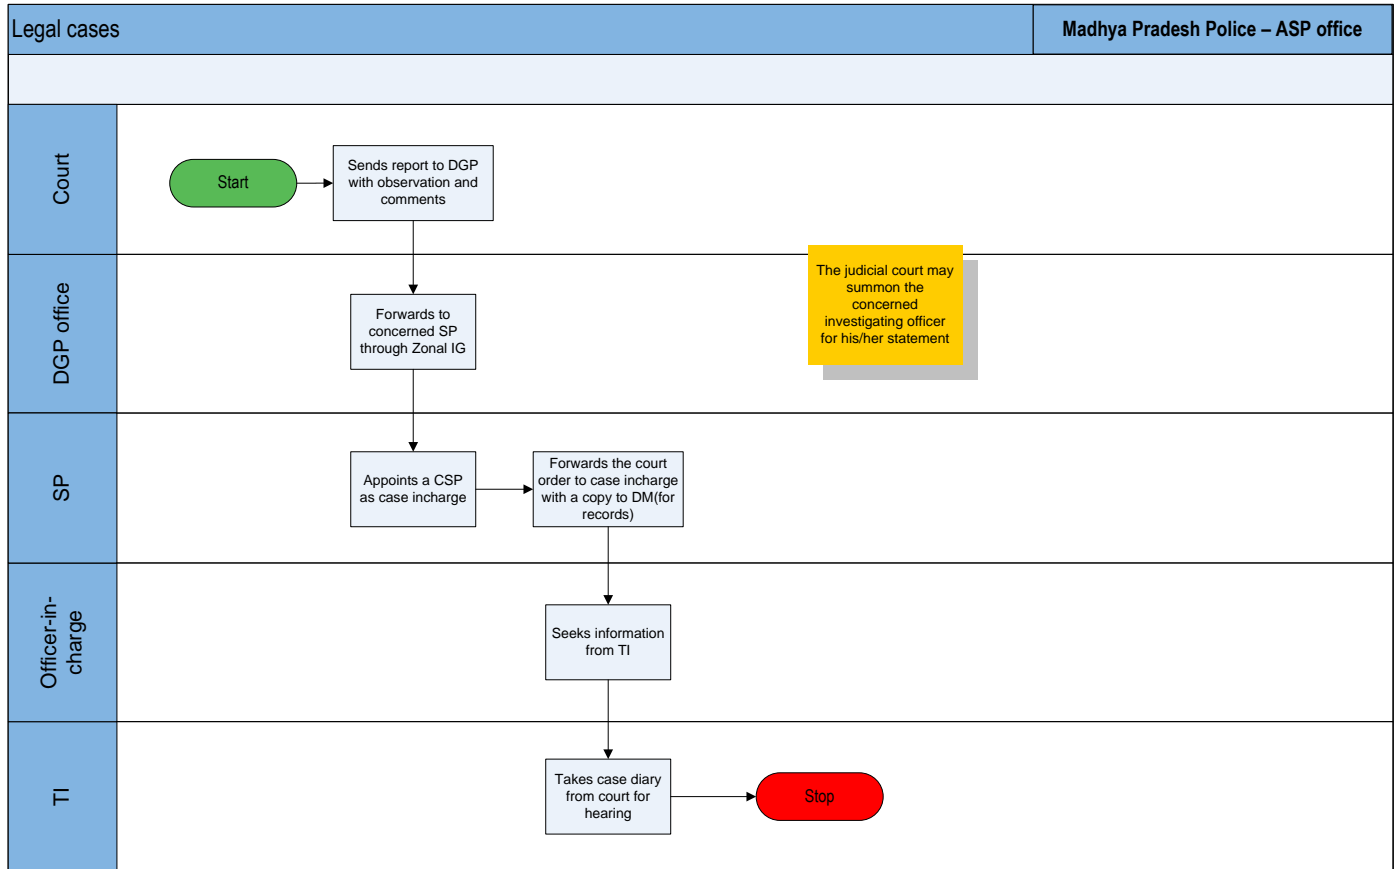 Legal cases
Madhya Pradesh Police – ASP office
Court
Start
Sends report to DGP
with observation and
comments
DGP office
Forwards to
concerned SP
through Zonal IG
The judicial court may
summon the
concerned
investigating officer
for his/her statement
SP
Appoints a CSP
as case incharge
Forwards the court
order to case incharge
with a copy to DM(for
records)
Officer-in-
charge
Seeks information
from TI
TI
Takes case diary
from court for
hearing
Stop